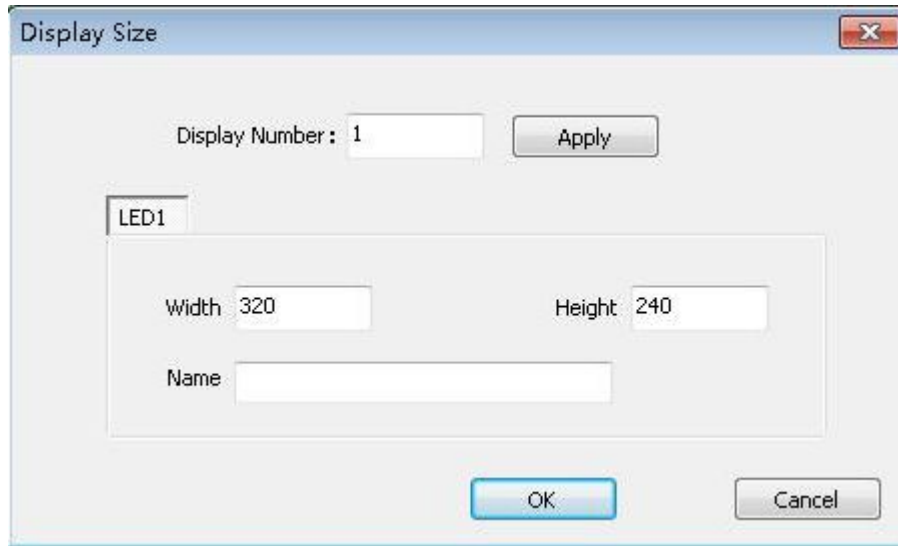 Display Size
Display Number: 1 Apply
LED1
Width 320 Height 240
Name
OK Cancel